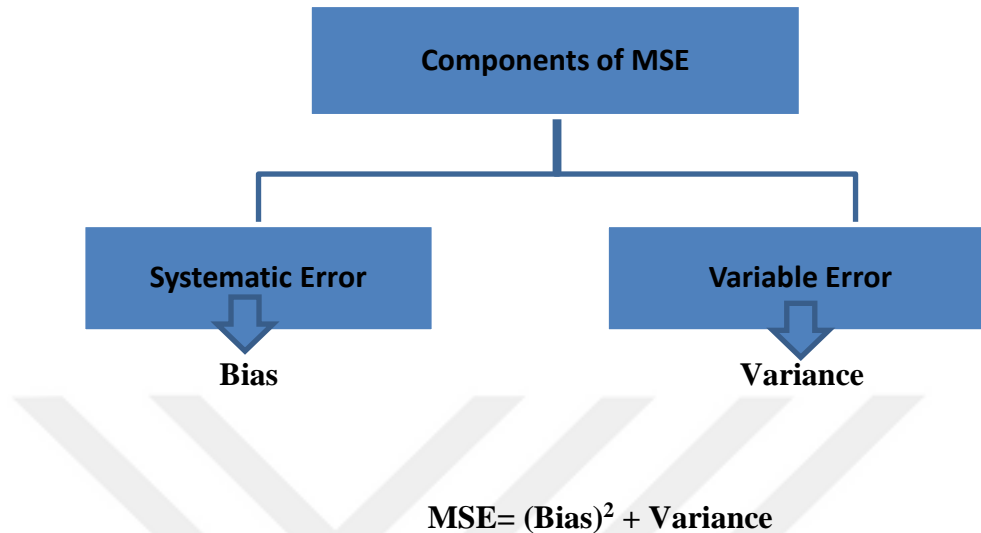 Components of MSE
Systematic Error
Variable Error
Bias
Variance
MSE= (Bias)² + Variance